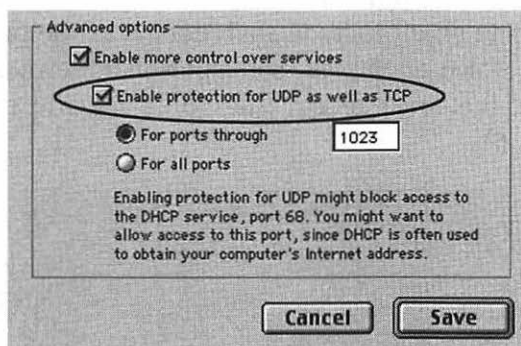 Advanced options
Enable more control over services
Enable protection for UDP as well as TCP
For ports through 1023
For all ports
Enabling protection for UDP might block access to
the DHCP service, port 68. You might want to
allow access to this port, since DHCP is often used
to obtain your computer's Internet address.
Cancel Save